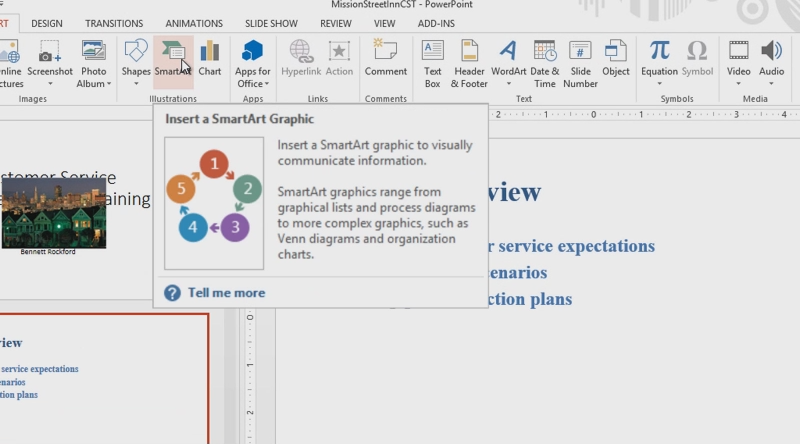 MissionStreetInnCST - PowerPoint
RT DESIGN TRANSITIONS ANIMATIONS SLIDE SHOW REVIEW VIEW ADD-INS
Screenshot Photo Album Shapes SmartArt Chart Apps for Office Hyperlink Action Comment Text Box Header & Footer WordArt Date & Time Slide Number Object Equation Symbol Video Audio
Images Illustrations Apps Links Comments Text Symbols Media
Insert a SmartArt Graphic
Insert a SmartArt graphic to visually
communicate information.
SmartArt graphics range from
graphical lists and process diagrams
to more complex graphics, such as
Venn diagrams and organization
charts.
1
2
3
4
5
Tell me more
stomer Service
aining
Bennett Rockford
view
r service expectations
enarios
ction plans
view
service expectations
enarios
tion plans